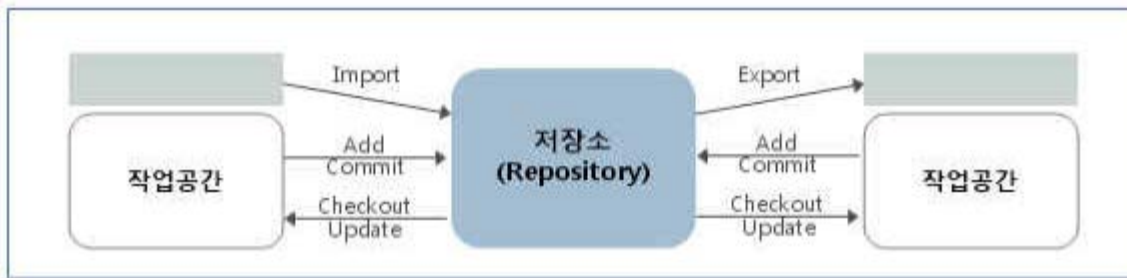 Import
Export
저장소
(Repository)
작업공간
Add
Commit
Checkout
Update
Add
Commit
Checkout
Update
작업공간